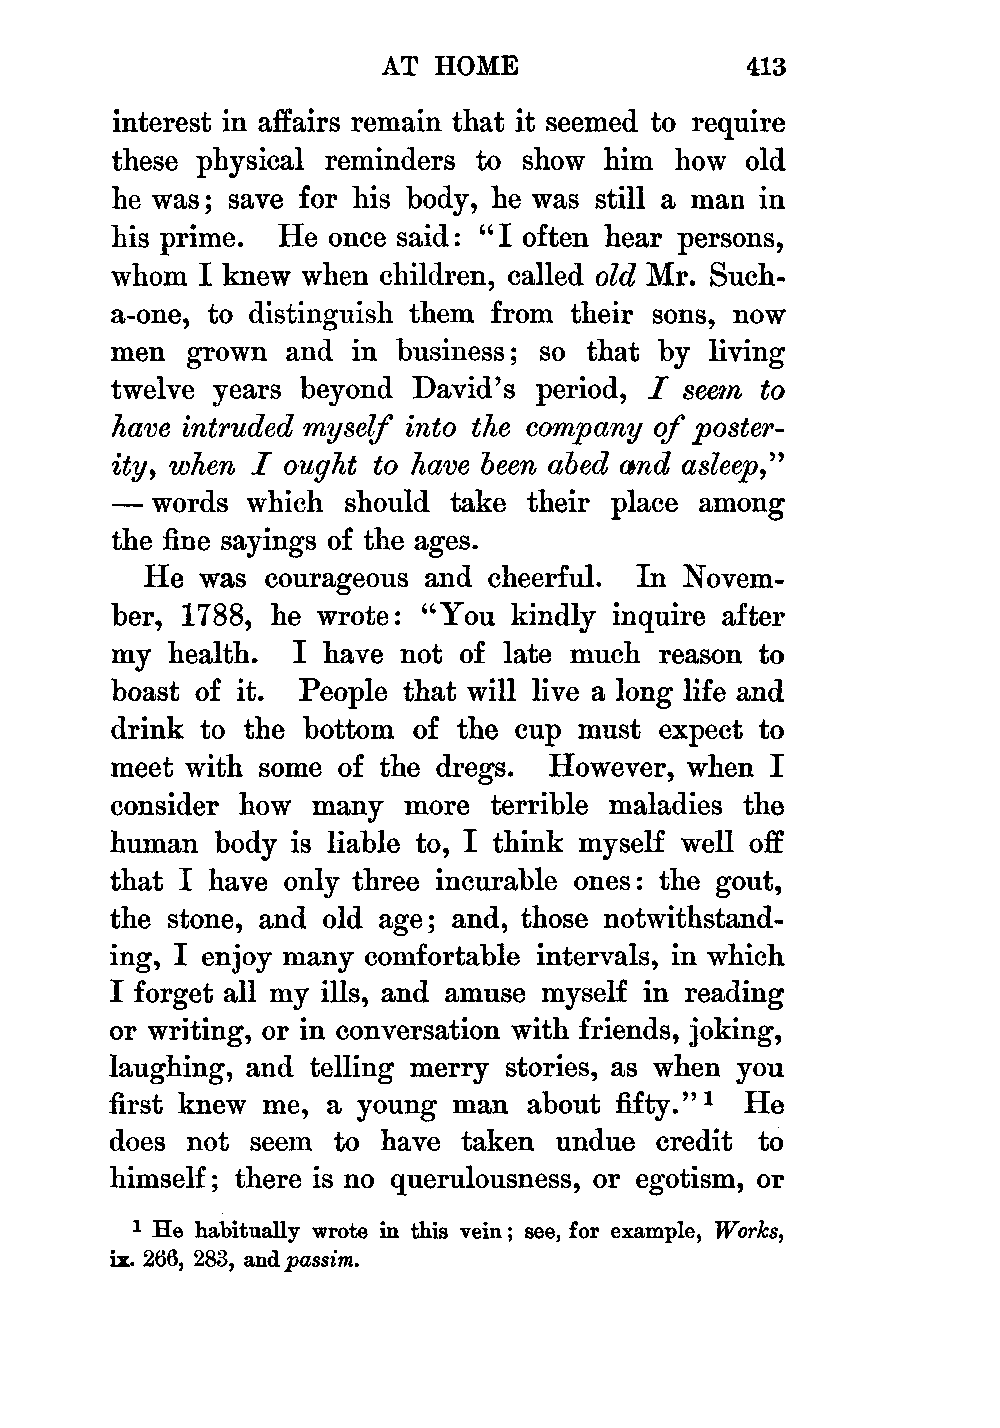 AT HOME 413
interest in affairs remain that it seemed to require
these physical reminders to show him how old
he was; save for his body, he was still a man in
his prime. He once said: “I often hear persons,
whom I knew when children, called old Mr. Such-
a-one, to distinguish them from their sons, now
men grown and in business; so that by living
twelve years beyond David’s period, I seem to
have intruded myself into the company of poster-
ity, when I ought to have been abed and asleep,”
— words which should take their place among
the fine sayings of the ages.
He was courageous and cheerful. In Novem-
ber, 1788, he wrote: “You kindly inquire after
my health. I have not of late much reason to
boast of it. People that will live a long life and
drink to the bottom of the cup must expect to
meet with some of the dregs. However, when I
consider how many more terrible maladies the
human body is liable to, I think myself well off
that I have only three incurable ones: the gout,
the stone, and old age; and, those notwithstand-
ing, I enjoy many comfortable intervals, in which
I forget all my ills, and amuse myself in reading
or writing, or in conversation with friends, joking,
laughing, and telling merry stories, as when you
first knew me, a young man about fifty.” 1 He
does not seem to have taken undue credit to
himself; there is no querulousness, or egotism, or
1 He habitually wrote in this vein; see, for example, Works,
ix. 266, 283, and passim.